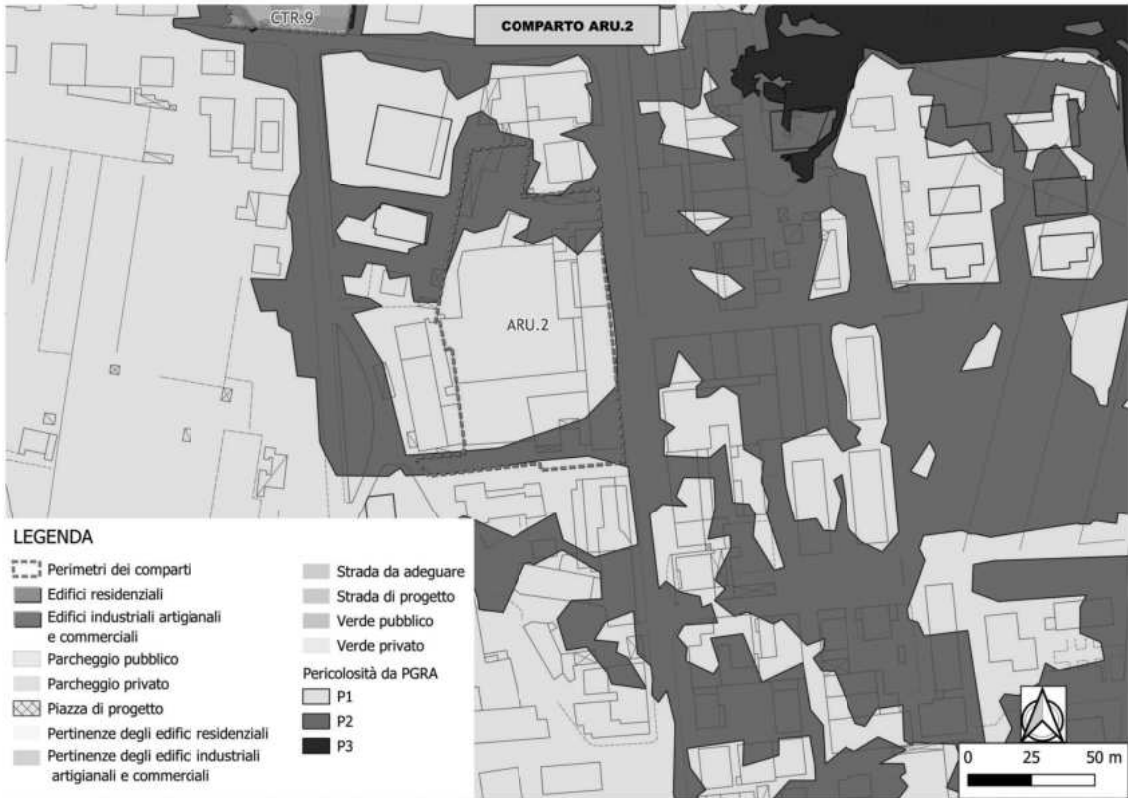 CTR.9
COMPARTO ARU.2
ARU.2
LEGENDA
Perimetri dei comparti
Edifici residenziali
Edifici industriali artigianali
e commerciali
Parcheggio pubblico
Parcheggio privato
Piazza di progetto
Pertinenze degli edific residenziali
Pertinenze degli edific industriali
artigianali e commerciali
Strada da adeguare
Strada di progetto
Verde pubblico
Verde privato
Pericolosità da PGRA
P1
P2
P3
0 25 50 m